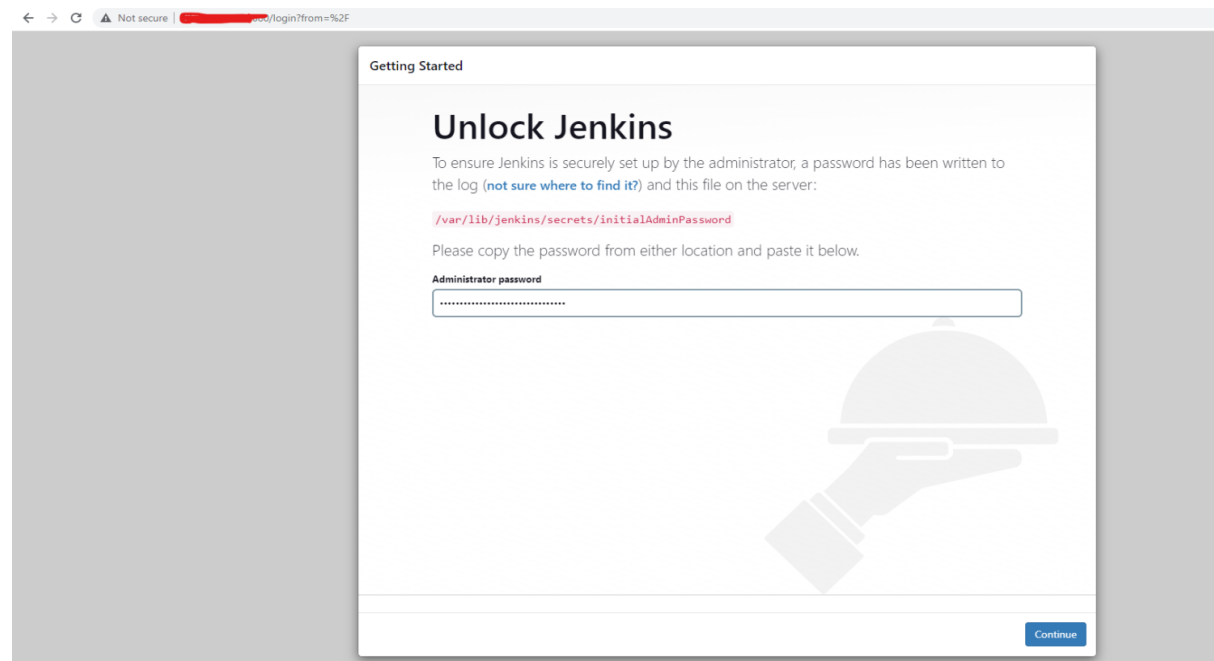 Not secure
/login?from=%2F
Getting Started
Unlock Jenkins
To ensure Jenkins is securely set up by the administrator, a password has been written to
the log (not sure where to find it?) and this file on the server:
/var/lib/jenkins/secrets/initialAdminPassword
Please copy the password from either location and paste it below.
Administrator password
••••••••••••••••••••••••••••••••
Continue